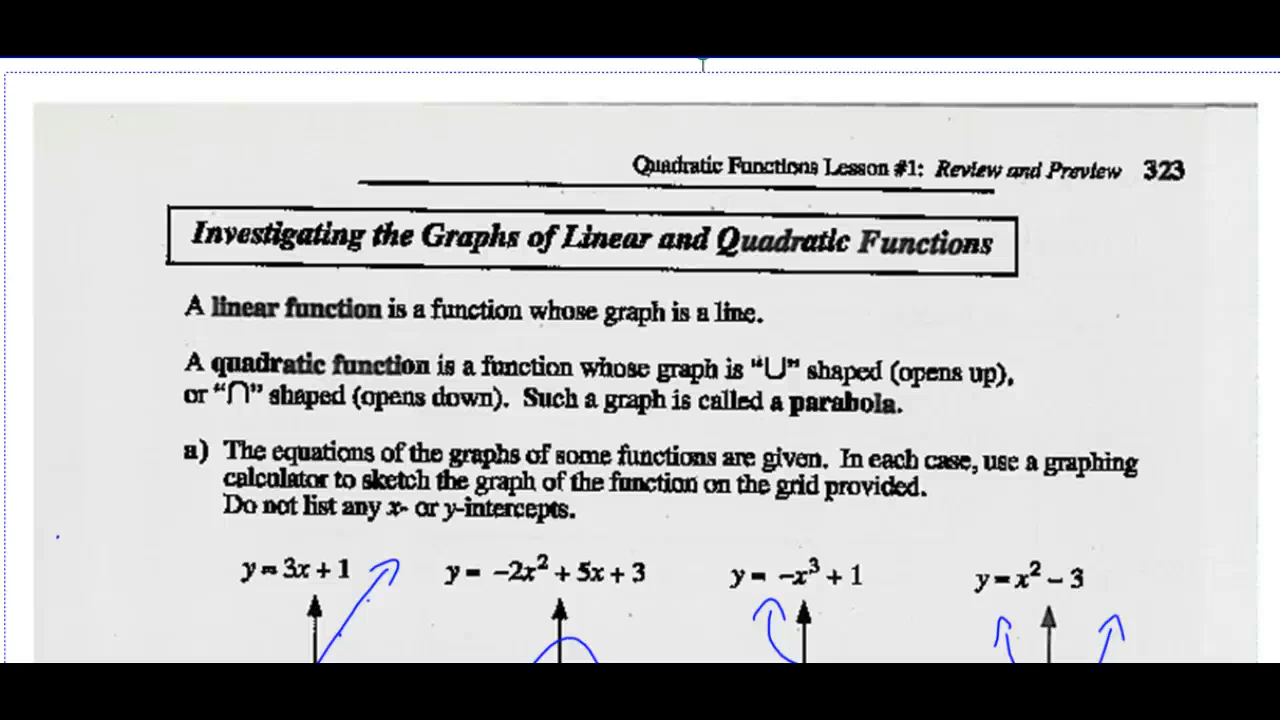 Quadratic Functions Lesson #1: Review and Preview 323
Investigating the Graphs of Linear and Quadratic Functions
A linear function is a function whose graph is a line.
A quadratic function is a function whose graph is "∪" shaped (opens up),
or "∩" shaped (opens down). Such a graph is called a parabola.
a) The equations of the graphs of some functions are given. In each case, use a graphing
calculator to sketch the graph of the function on the grid provided.
Do not list any x- or y-intercepts.
y = 3x + 1 y = -2x² + 5x + 3 y = -x³ + 1 y = x² - 3